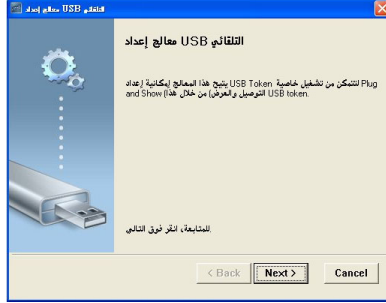 التلقائي USB معالج إعداد
التلقائي USB معالج إعداد
Plug لتتمكن من تشغيل خاصية USB Token يتيح هذا المعالج إمكانية إعداد
and Show (التوصيل والعرض) من خلال هذا USB token.
للمتابعة، انقر فوق التالي.
< Back
Next >
Cancel